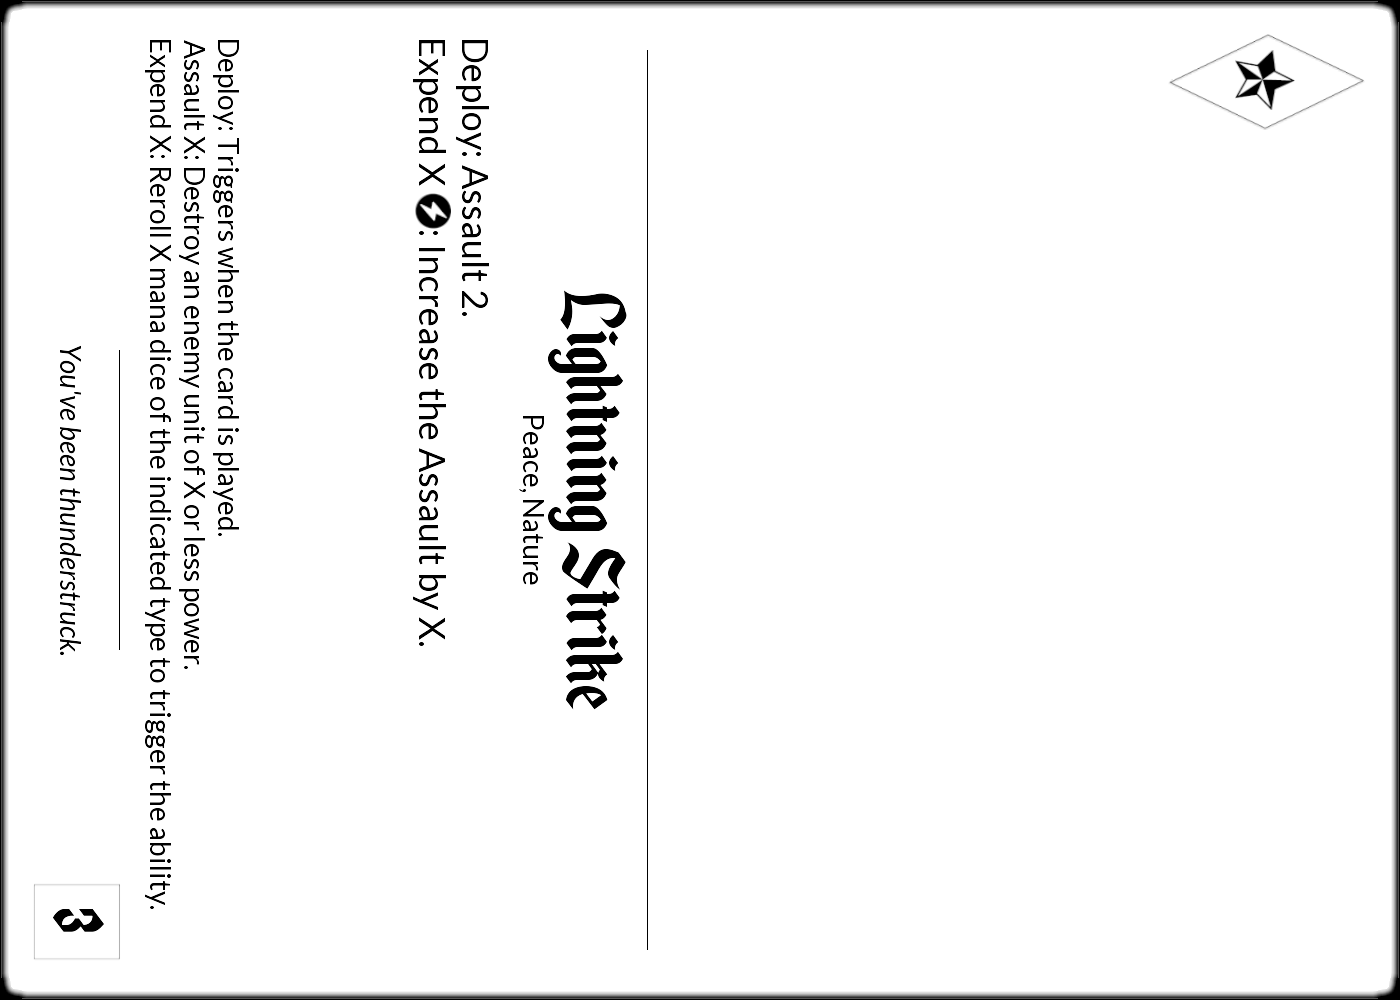 Lightning Strike
Peace, Nature
Deploy: Assault 2.
Expend X : Increase the Assault by X.
Deploy: Triggers when the card is played.
Assault X: Destroy an enemy unit of X or less power.
Expend X: Reroll X mana dice of the indicated type to trigger the ability.
You've been thunderstruck.
3